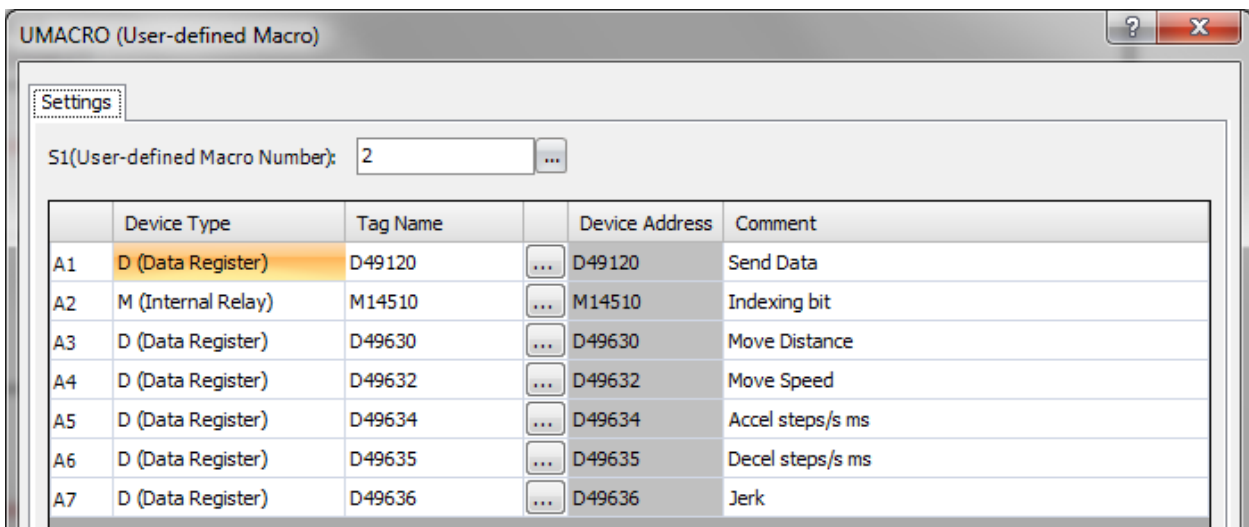 UMACRO (User-defined Macro)
Settings
S1(User-defined Macro Number): 2 ...
Device Type Tag Name Device Address Comment
A1 D (Data Register) D49120 ... D49120 Send Data
A2 M (Internal Relay) M14510 ... M14510 Indexing bit
A3 D (Data Register) D49630 ... D49630 Move Distance
A4 D (Data Register) D49632 ... D49632 Move Speed
A5 D (Data Register) D49634 ... D49634 Accel steps/s ms
A6 D (Data Register) D49635 ... D49635 Decel steps/s ms
A7 D (Data Register) D49636 ... D49636 Jerk